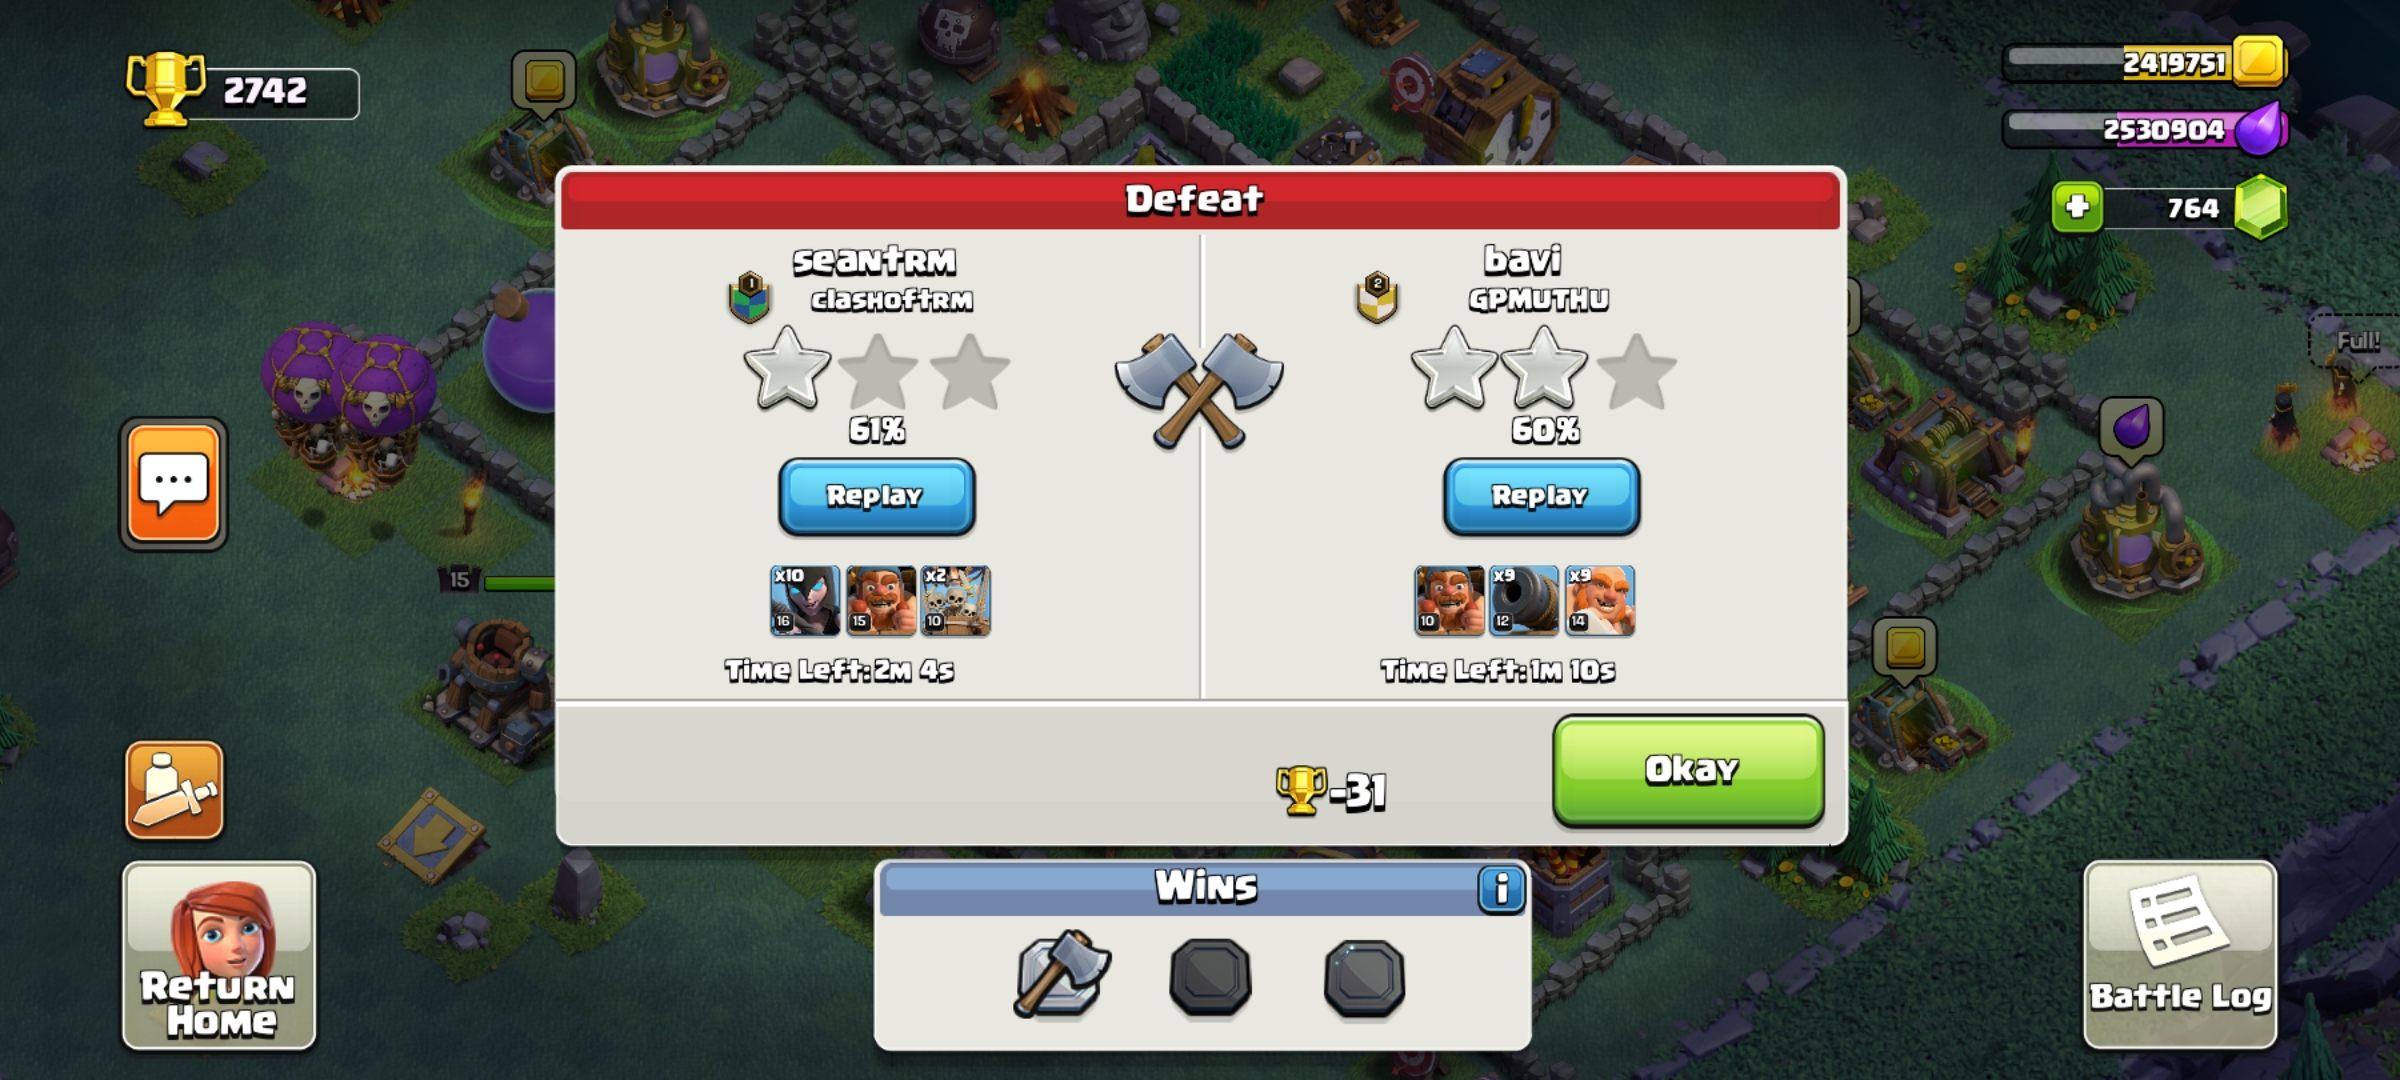 2742
2419751
2530904
764
Full!
Defeat
seantrm
clashoftrm
1
61%
Replay
x10
16
15
x2
10
Time Left:2m 4s
bavi
GPMUTHU
2
60%
Replay
10
x9
12
x9
14
Time Left:1m 10s
15
-31
Okay
Wins
i
Return
Home
Battle Log